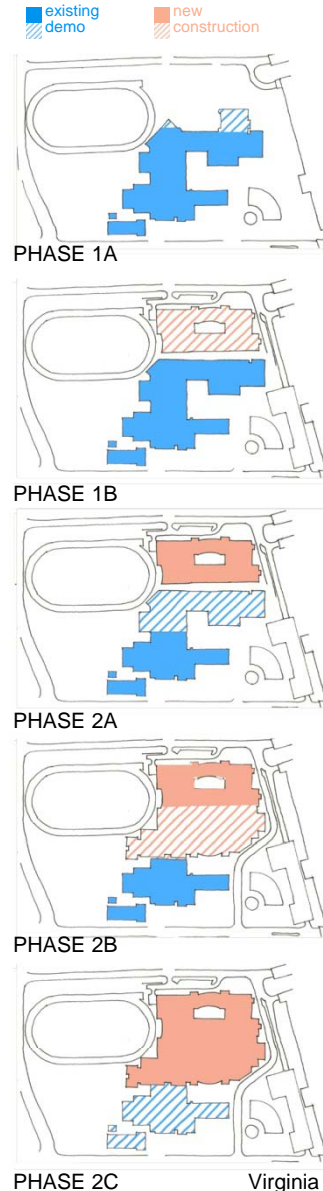 existing
demo
new
construction
PHASE 1A
PHASE 1B
PHASE 2A
PHASE 2B
PHASE 2C
Virginia